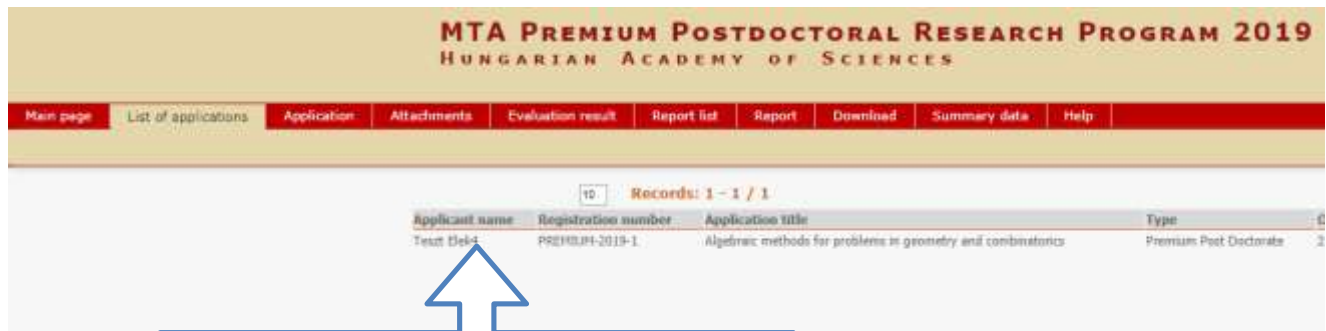 MTA PREMIUM POSTDOCTORAL RESEARCH PROGRAM 2019
HUNGARIAN ACADEMY OF SCIENCES
Main page List of applications Application Attachments Evaluation result Report list Report Download Summary data Help
10 Records: 1 - 1 / 1
Applicant name Registration number Application title Type
Teszt Elek4 PREMIUM-2019-1 Algebraic methods for problems in geometry and combinatorics Premium Post Doctorate 2